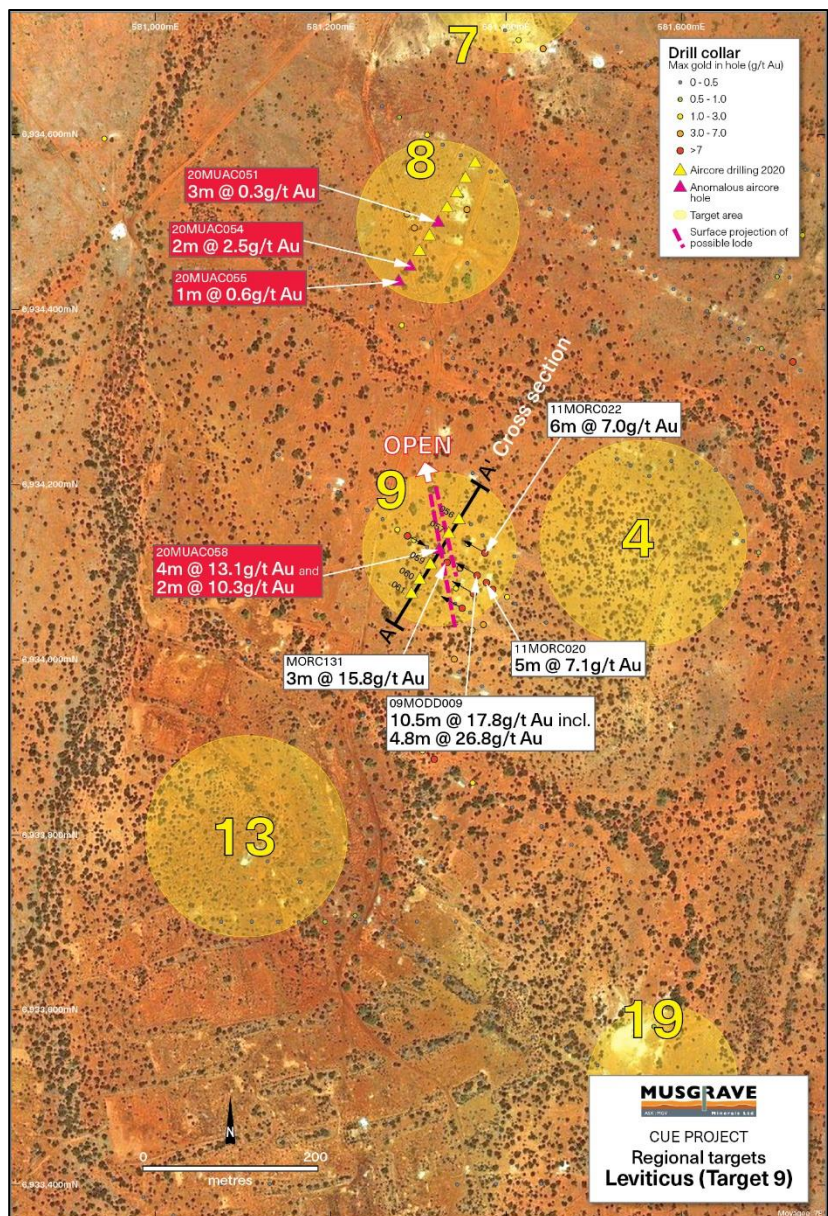 581,000mE
581,200mE
581,600mE
7
Drill collar
Max gold in hole (g/t Au)
0 - 0.5
0.5 - 1.0
1.0 - 3.0
3.0 - 7.0
>7
Aircore drilling 2020
Anomalous aircore
hole
Target area
Surface projection of
possible lode
6,934,600mN
8
20MUAC051
3m @ 0.3g/t Au
20MUAC054
2m @ 2.5g/t Au
20MUAC055
1m @ 0.6g/t Au
6,934,400mN
11MORC022
6m @ 7.0g/t Au
OPEN
A' Cross section
6,934,200mN
9
4
20MUAC058
4m @ 13.1g/t Au and
2m @ 10.3g/t Au
059
060
061
A
MORC131
3m @ 15.8g/t Au
11MORC020
5m @ 7.1g/t Au
6,934,000mN
09MODD009
10.5m @ 17.8g/t Au incl.
4.8m @ 26.8g/t Au
13
19
MUSGRAVE
Minerals Ltd
CUE PROJECT
Regional targets
Leviticus (Target 9)
N
0
200
metres
6,933,400mN